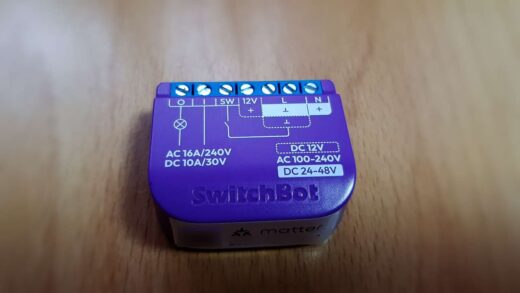 O I SW 12V L N
+ ⊥ +
⊥
AC 16A/240V
DC 10A/30V
DC 12V
AC 100-240V
DC 24-48V
SwitchBot
matter